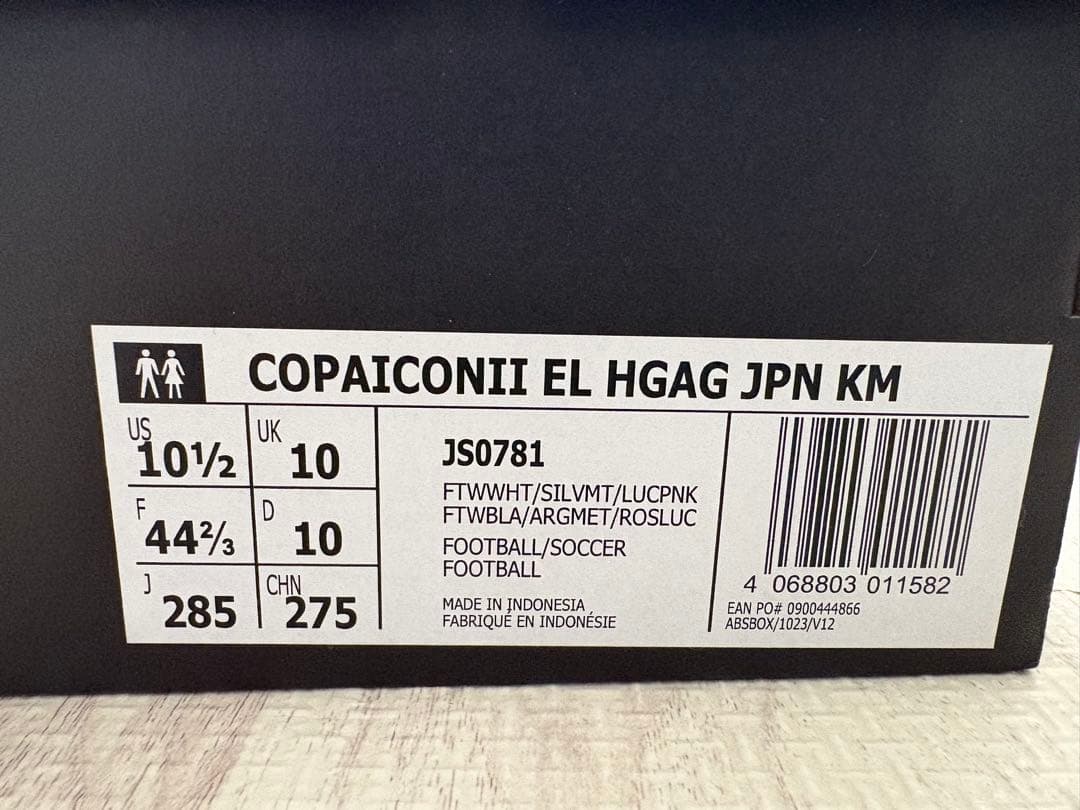 COPAICONII EL HGAG JPN KM
US 10½
UK 10
F 44⅔
D 10
J 285
CHN 275
JS0781
FTWWHT/SILVMT/LUCPNK
FTWBLA/ARGMET/ROSLUC
FOOTBALL/SOCCER
FOOTBALL
MADE IN INDONESIA
FABRIQUÉ EN INDONÉSIE
4 068803 011582
EAN PO# 0900444866
ABSBOX/1023/V12